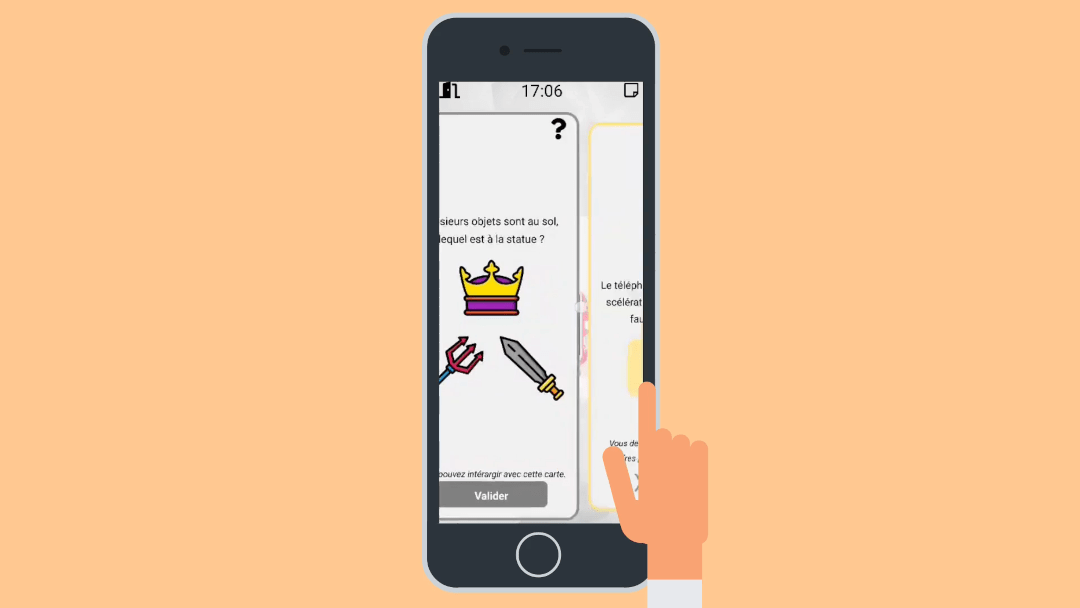 17:06
?
sieurs objets sont au sol,
lequel est à la statue ?
pouvez intérargir avec cette carte.
Valider
Le téléph
scélérat
fau
Vous de
res